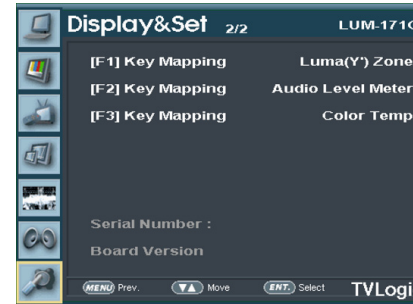 Display&Set 2/2 LUM-171G
[F1] Key Mapping Luma(Y') Zone
[F2] Key Mapping Audio Level Meter
[F3] Key Mapping Color Temp
Serial Number :
Board Version
MENU Prev. ▼▲ Move ENT. Select TVLogi